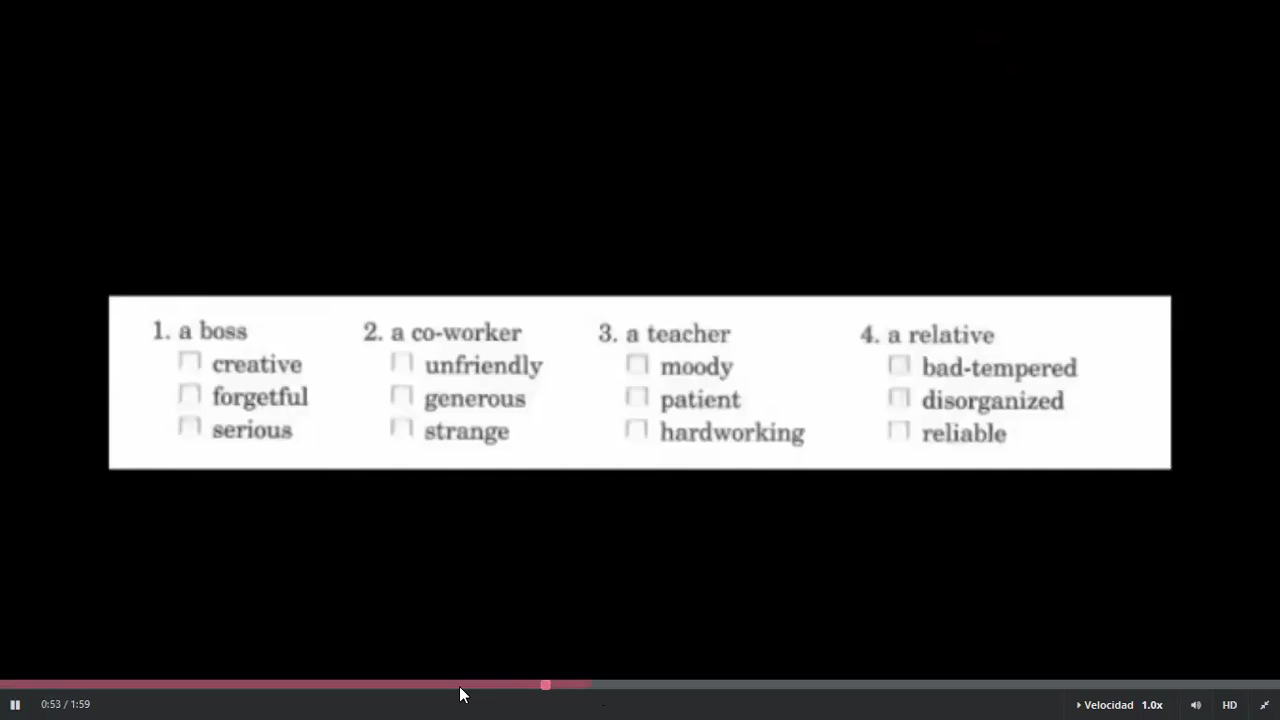 1. a boss
creative
forgetful
serious
2. a co-worker
unfriendly
generous
strange
3. a teacher
moody
patient
hardworking
4. a relative
bad-tempered
disorganized
reliable
0:53 / 1:59
Velocidad 1.0x
HD